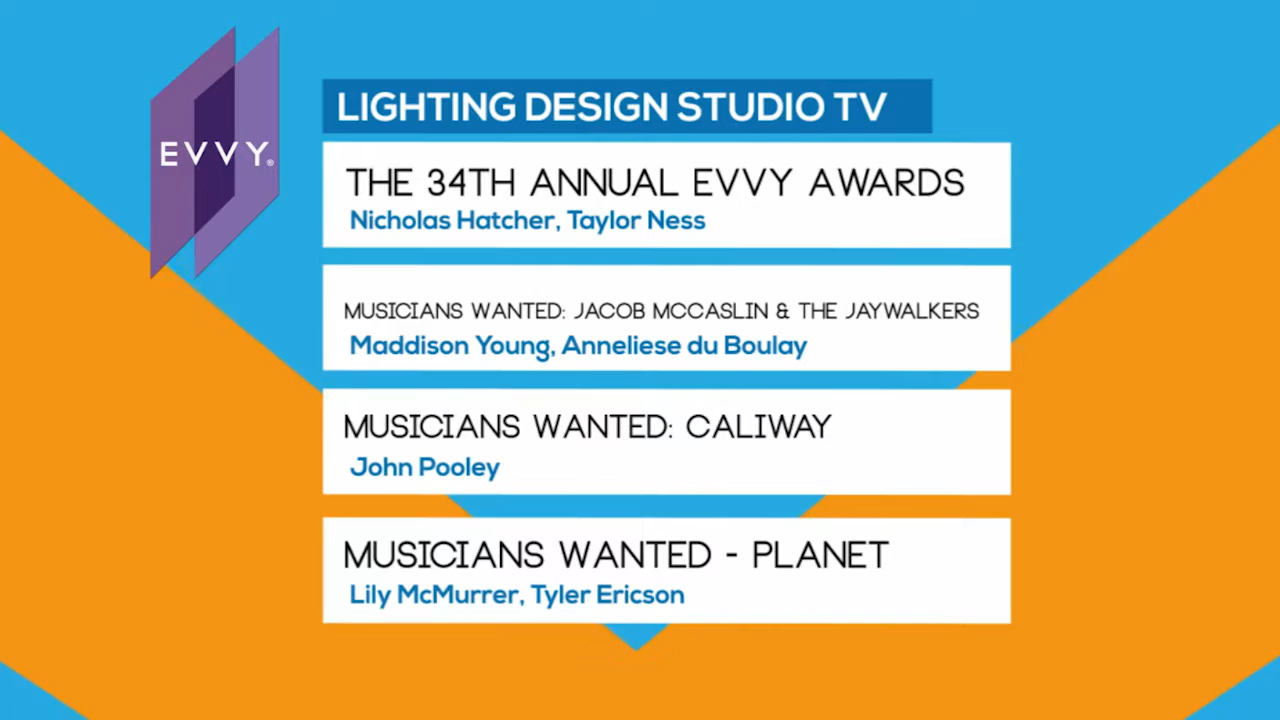 EVVY®
LIGHTING DESIGN STUDIO TV
THE 34TH ANNUAL EVVY AWARDS
Nicholas Hatcher, Taylor Ness
MUSICIANS WANTED: JACOB MCCASLIN & THE JAYWALKERS
Maddison Young, Anneliese du Boulay
MUSICIANS WANTED: CALIWAY
John Pooley
MUSICIANS WANTED - PLANET
Lily McMurrer, Tyler Ericson